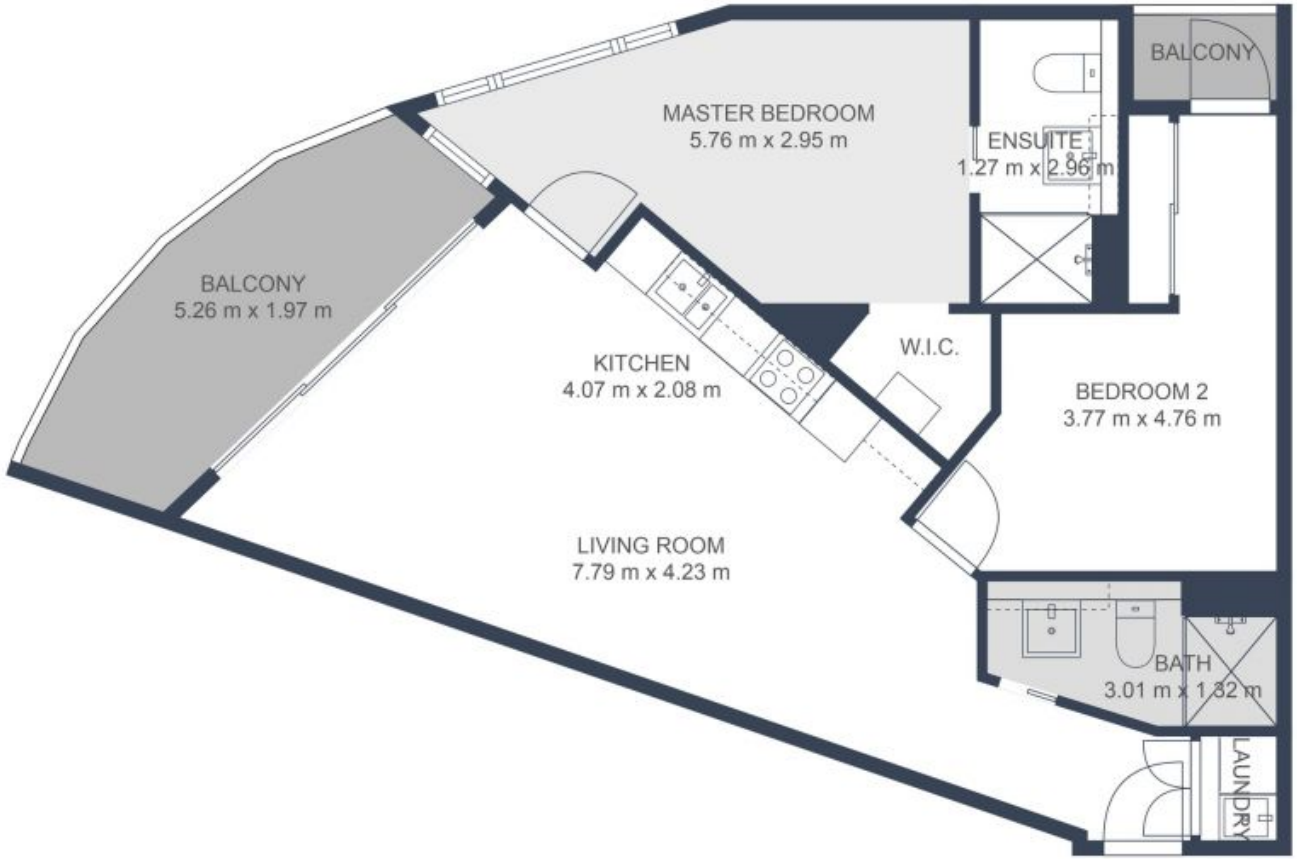 BALCONY
MASTER BEDROOM
5.76 m x 2.95 m
ENSUITE
1.27 m x 2.96 m
BALCONY
5.26 m x 1.97 m
KITCHEN
4.07 m x 2.08 m
W.I.C.
BEDROOM 2
3.77 m x 4.76 m
LIVING ROOM
7.79 m x 4.23 m
BATH
3.01 m x 1.32 m
LAUNDRY